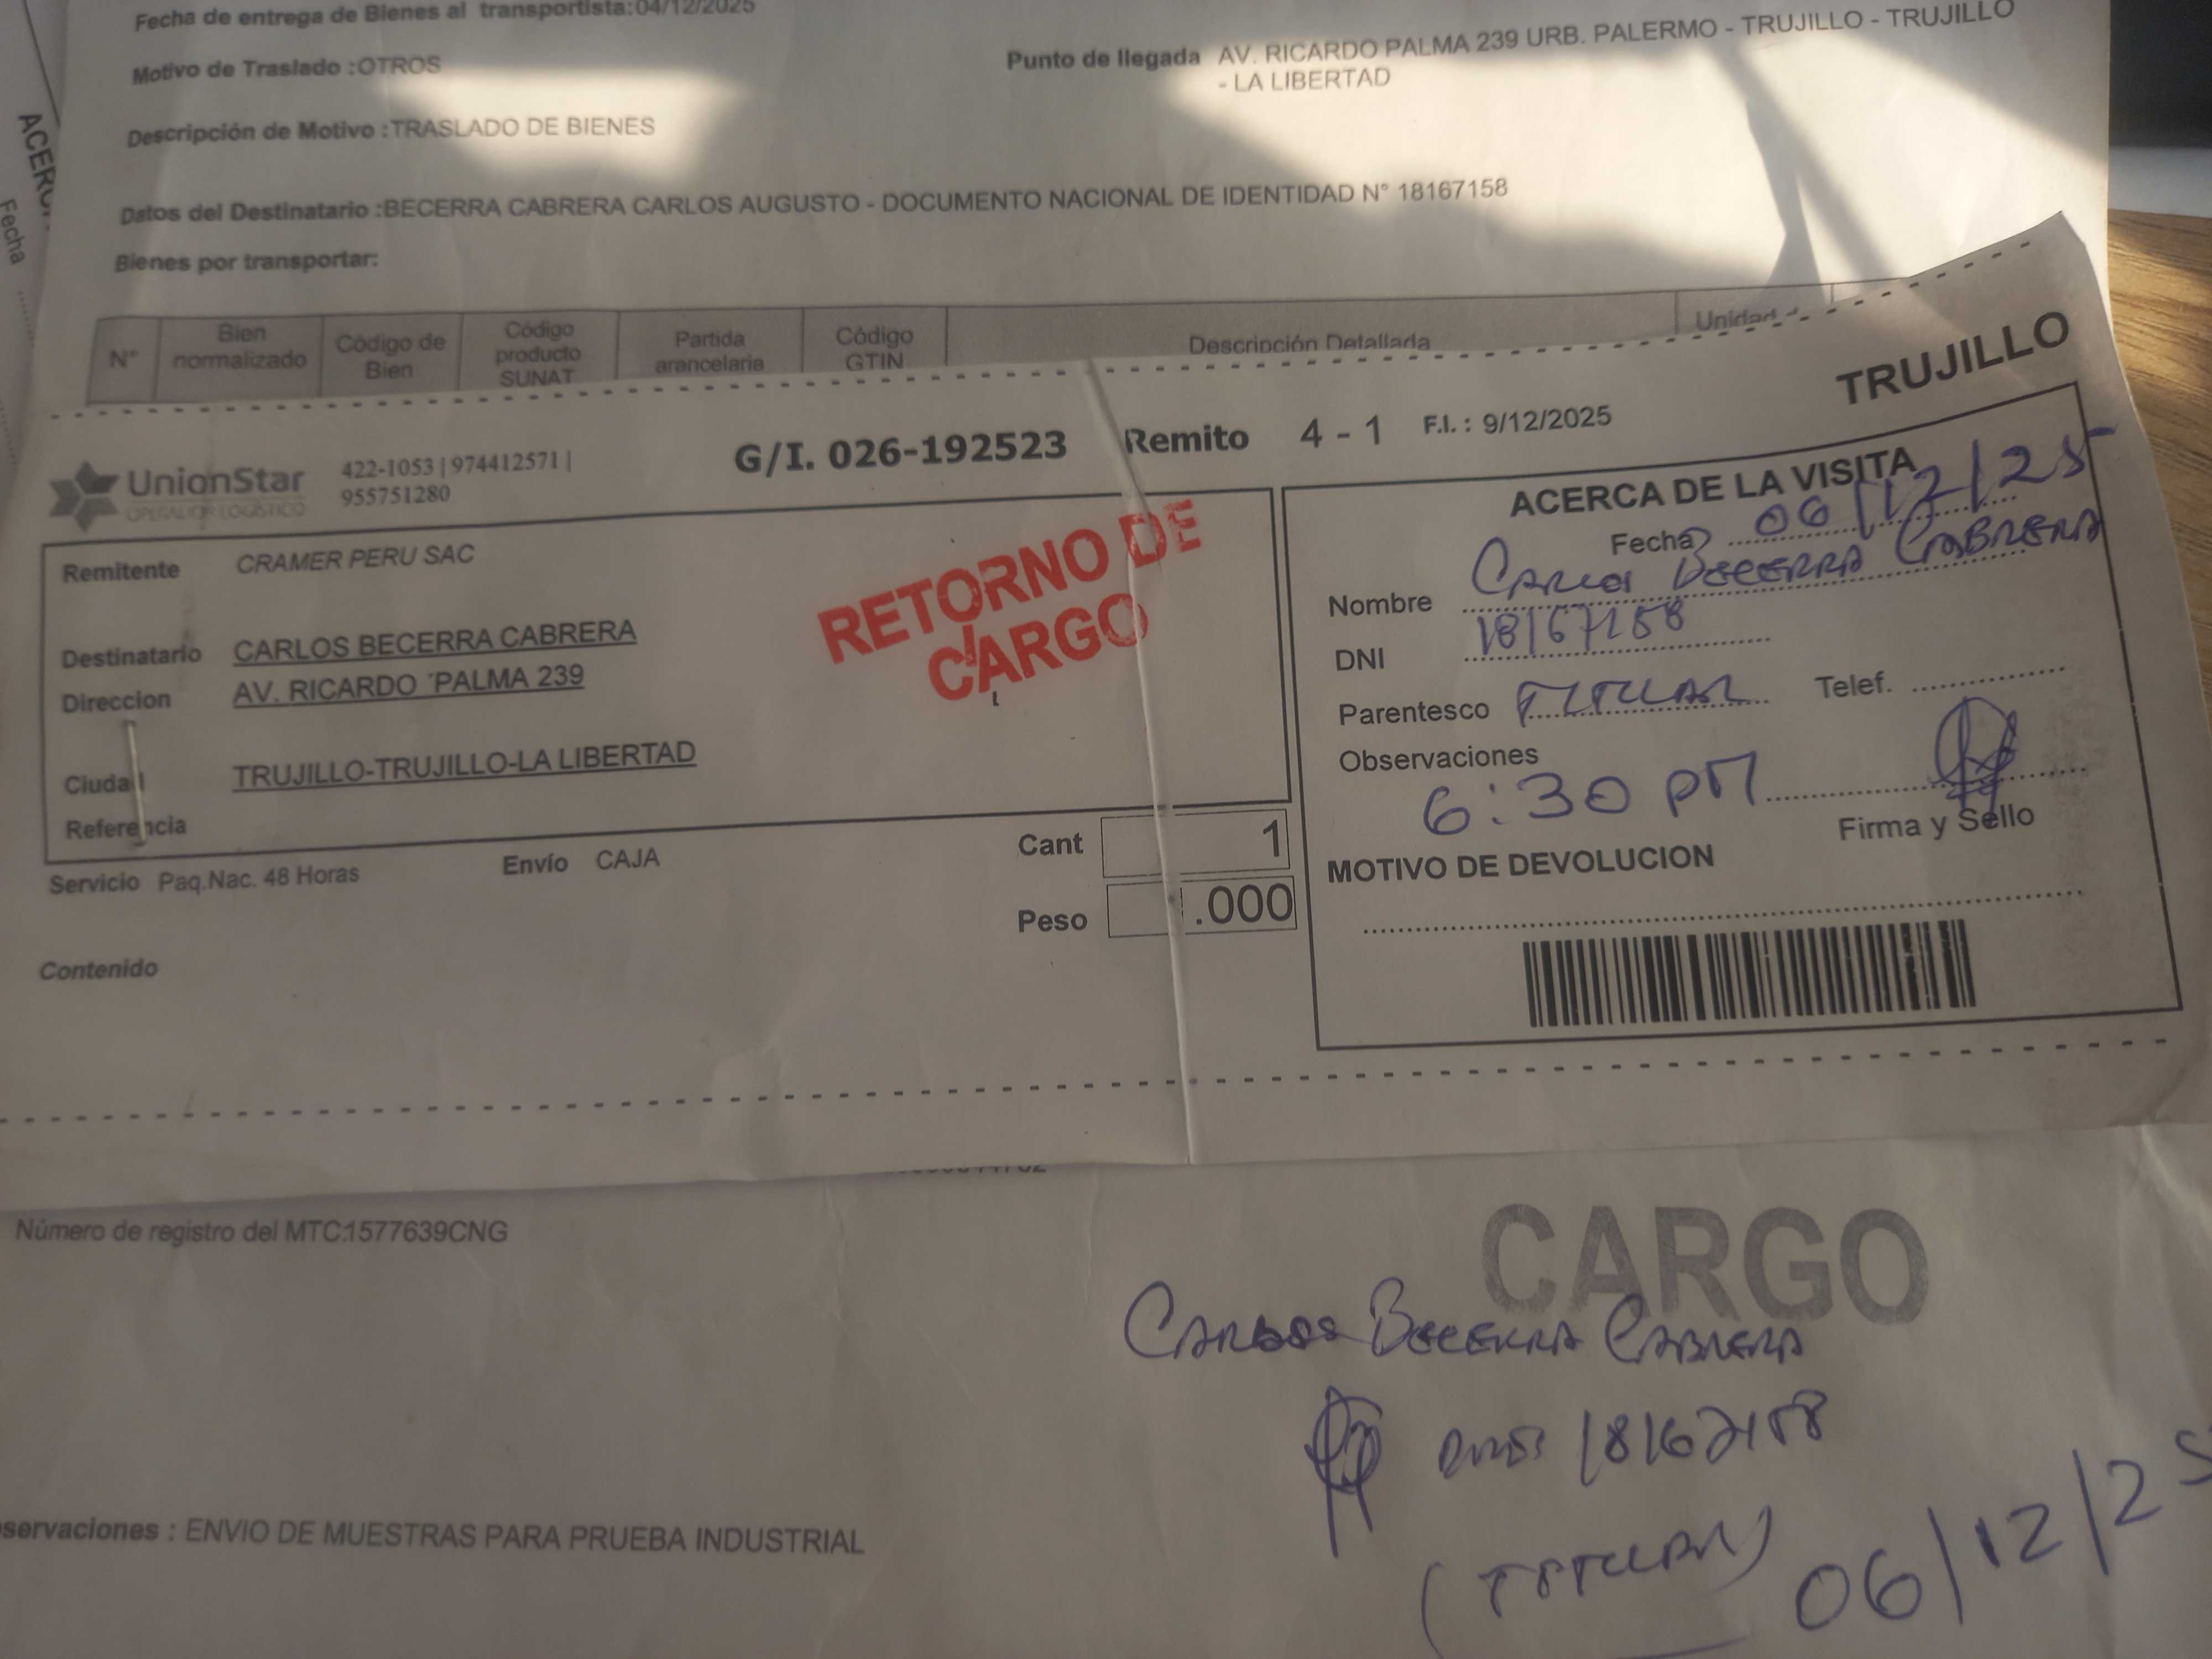 Fecha de entrega de Bienes al transportista:04/12/2025
Motivo de Traslado :OTROS
Punto de llegada AV. RICARDO PALMA 239 URB. PALERMO - TRUJILLO - TRUJILLO
- LA LIBERTAD
Descripción de Motivo :TRASLADO DE BIENES
Datos del Destinatario :BECERRA CABRERA CARLOS AUGUSTO - DOCUMENTO NACIONAL DE IDENTIDAD N° 18167158
Bienes por transportar:
N°
Bien normalizado
Código de Bien
Código producto SUNAT
Partida arancelaria
Código GTIN
Descripción Detallada
Unidad
Fecha
TRUJILLO
UnionStar
OPERADOR LOGÍSTICO
422-1053 | 974412571 |
955751280
G/I. 026-192523 Remito 4 - 1 F.I. : 9/12/2025
Remitente CRAMER PERU SAC
Destinatario CARLOS BECERRA CABRERA
Direccion AV. RICARDO ´PALMA 239
Ciudad TRUJILLO-TRUJILLO-LA LIBERTAD
Referencia
RETORNO DE
CARGO
Servicio Paq.Nac. 48 Horas Envío CAJA
Cant 1
Peso .000
Contenido
ACERCA DE LA VISITA
Fecha 06/12/25
Nombre Carlos Becerra Cabrera
DNI 18167158
Parentesco TITULAR Telef.
Observaciones
6:30 PM
Firma y Sello
MOTIVO DE DEVOLUCION
Número de registro del MTC:1577639CNG
CARGO
Carlos Becerra Cabrera
DNI: 18167158
(TITULAR) 06/12/25
servaciones : ENVIO DE MUESTRAS PARA PRUEBA INDUSTRIAL